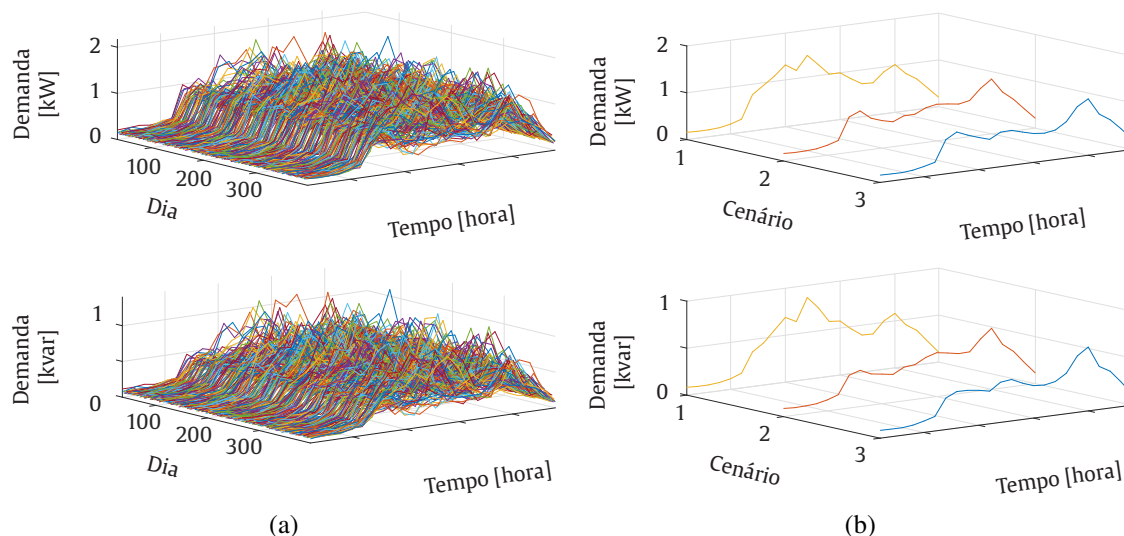 2
1
0
Demanda
[kW]
100
200
300
Dia
Tempo [hora]
2
1
0
Demanda
[kW]
1
2
3
Cenário
Tempo [hora]
1
0
Demanda
[kvar]
100
200
300
Dia
Tempo [hora]
1
0
Demanda
[kvar]
1
2
3
Cenário
Tempo [hora]
(a)
(b)